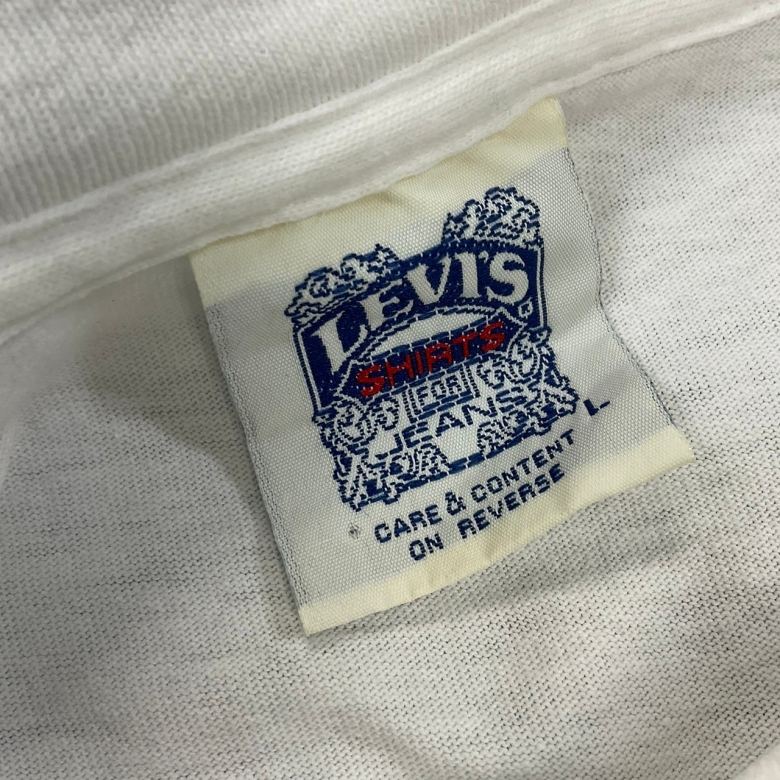 LEVI'S
SHIRTS
FOR
JEANS
L
CARE & CONTENT
ON REVERSE